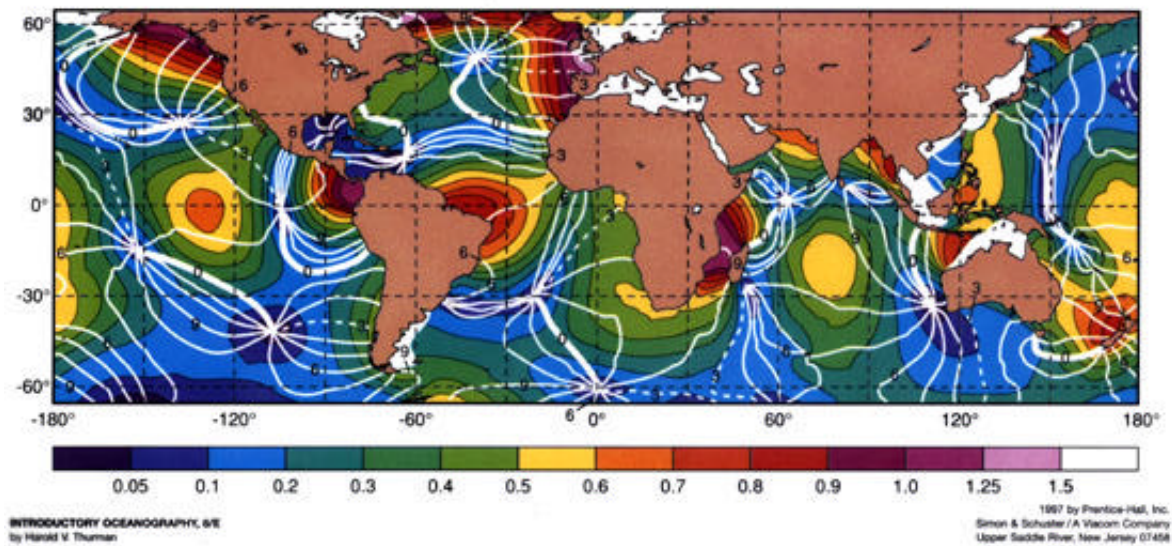 60°
30°
0°
-30°
-60°
-180° -120° -60° 0° 60° 120° 180°
0.05 0.1 0.2 0.3 0.4 0.5 0.6 0.7 0.8 0.9 1.0 1.25 1.5
INTRODUCTORY OCEANOGRAPHY, 8/E
by Harold V. Thurman
1997 by Prentice-Hall, Inc.
Simon & Schuster / A Viacom Company
Upper Saddle River, New Jersey 07458